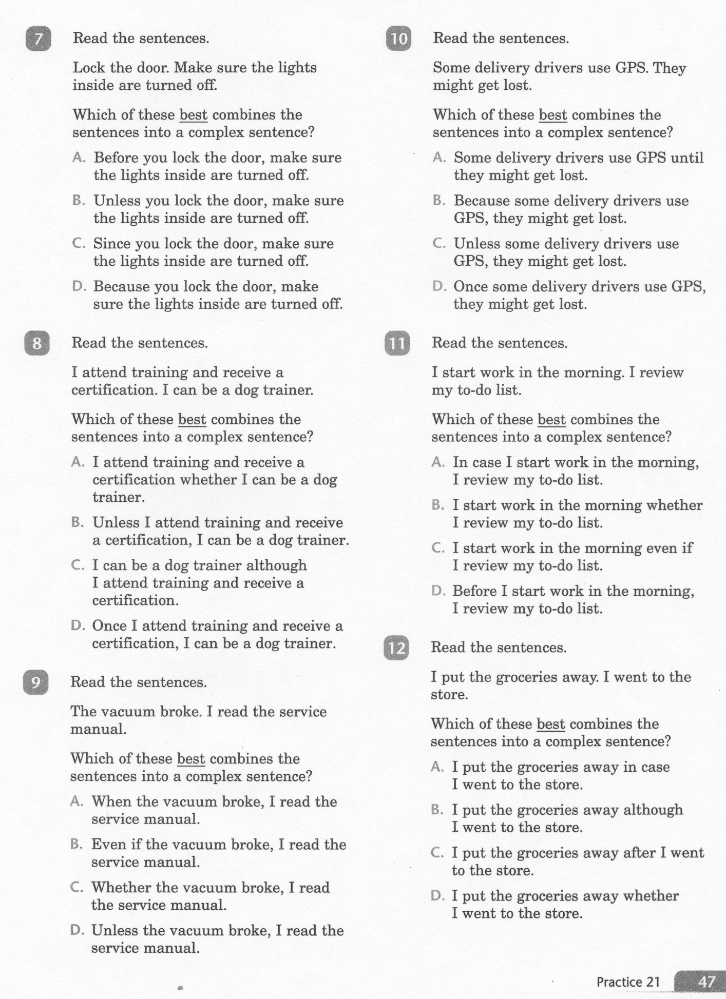 7
Read the sentences.
Lock the door. Make sure the lights
inside are turned off.
Which of these best combines the
sentences into a complex sentence?
A. Before you lock the door, make sure
the lights inside are turned off.
B. Unless you lock the door, make sure
the lights inside are turned off.
C. Since you lock the door, make sure
the lights inside are turned off.
D. Because you lock the door, make
sure the lights inside are turned off.
8
Read the sentences.
I attend training and receive a
certification. I can be a dog trainer.
Which of these best combines the
sentences into a complex sentence?
A. I attend training and receive a
certification whether I can be a dog
trainer.
B. Unless I attend training and receive
a certification, I can be a dog trainer.
C. I can be a dog trainer although
I attend training and receive a
certification.
D. Once I attend training and receive a
certification, I can be a dog trainer.
9
Read the sentences.
The vacuum broke. I read the service
manual.
Which of these best combines the
sentences into a complex sentence?
A. When the vacuum broke, I read the
service manual.
B. Even if the vacuum broke, I read the
service manual.
C. Whether the vacuum broke, I read
the service manual.
D. Unless the vacuum broke, I read the
service manual.
10
Read the sentences.
Some delivery drivers use GPS. They
might get lost.
Which of these best combines the
sentences into a complex sentence?
A. Some delivery drivers use GPS until
they might get lost.
B. Because some delivery drivers use
GPS, they might get lost.
C. Unless some delivery drivers use
GPS, they might get lost.
D. Once some delivery drivers use GPS,
they might get lost.
11
Read the sentences.
I start work in the morning. I review
my to-do list.
Which of these best combines the
sentences into a complex sentence?
A. In case I start work in the morning,
I review my to-do list.
B. I start work in the morning whether
I review my to-do list.
C. I start work in the morning even if
I review my to-do list.
D. Before I start work in the morning,
I review my to-do list.
12
Read the sentences.
I put the groceries away. I went to the
store.
Which of these best combines the
sentences into a complex sentence?
A. I put the groceries away in case
I went to the store.
B. I put the groceries away although
I went to the store.
C. I put the groceries away after I went
to the store.
D. I put the groceries away whether
I went to the store.
Practice 21 47